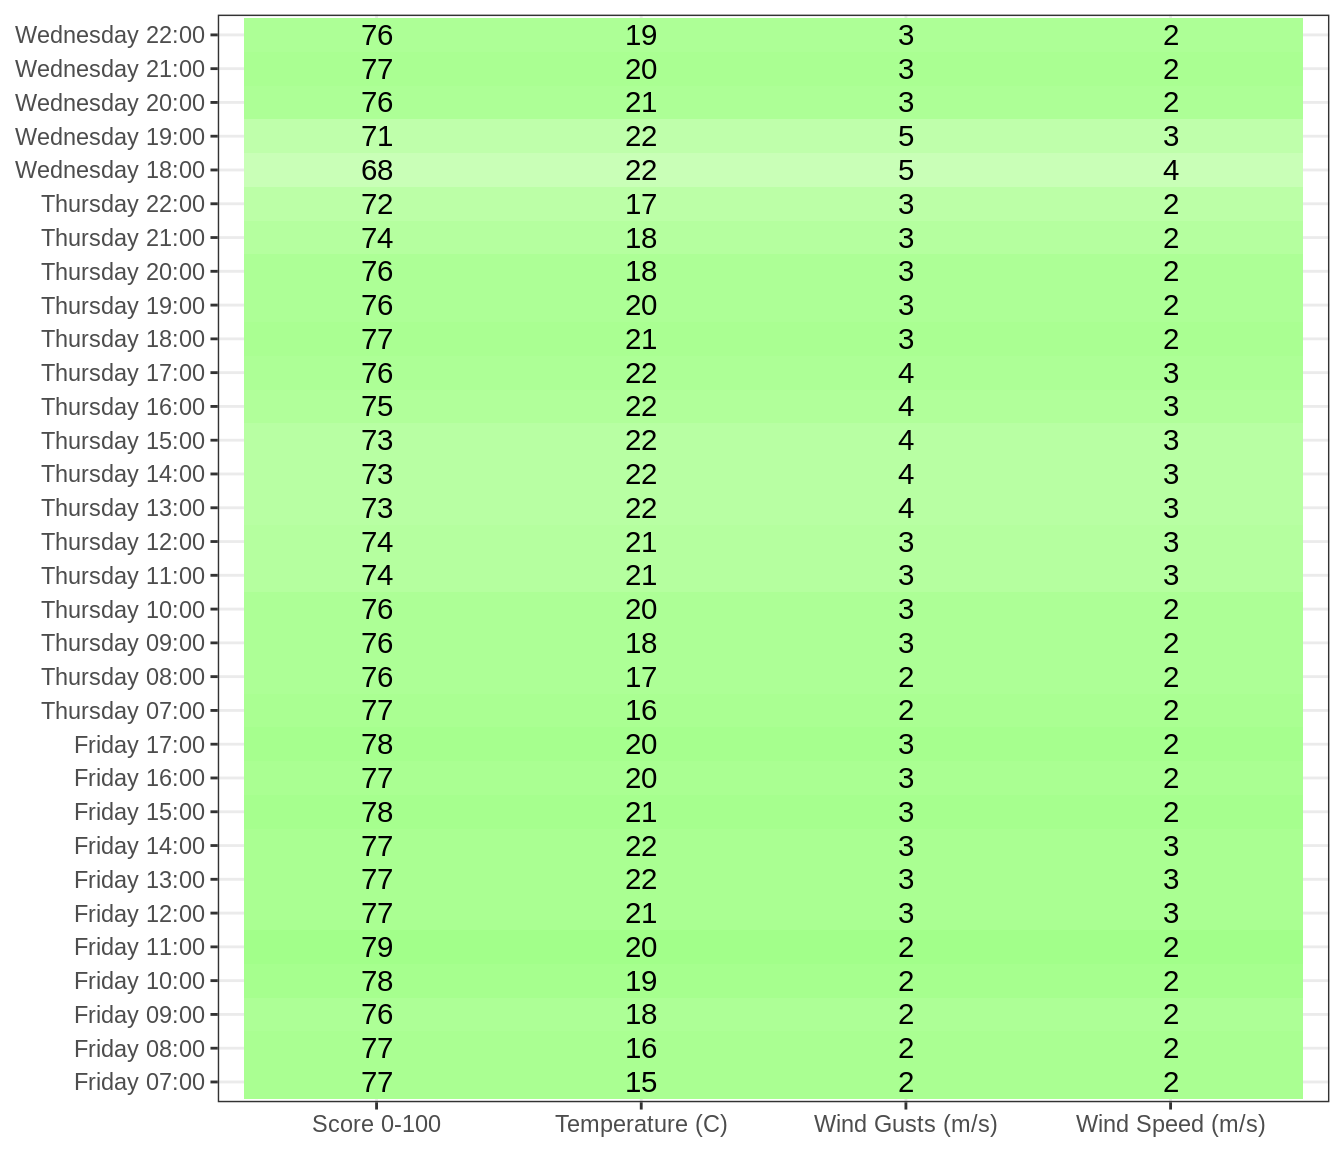 Wednesday 22:00 76 19 3 2
Wednesday 21:00 77 20 3 2
Wednesday 20:00 76 21 3 2
Wednesday 19:00 71 22 5 3
Wednesday 18:00 68 22 5 4
Thursday 22:00 72 17 3 2
Thursday 21:00 74 18 3 2
Thursday 20:00 76 18 3 2
Thursday 19:00 76 20 3 2
Thursday 18:00 77 21 3 2
Thursday 17:00 76 22 4 3
Thursday 16:00 75 22 4 3
Thursday 15:00 73 22 4 3
Thursday 14:00 73 22 4 3
Thursday 13:00 73 22 4 3
Thursday 12:00 74 21 3 3
Thursday 11:00 74 21 3 3
Thursday 10:00 76 20 3 2
Thursday 09:00 76 18 3 2
Thursday 08:00 76 17 2 2
Thursday 07:00 77 16 2 2
Friday 17:00 78 20 3 2
Friday 16:00 77 20 3 2
Friday 15:00 78 21 3 2
Friday 14:00 77 22 3 3
Friday 13:00 77 22 3 3
Friday 12:00 77 21 3 3
Friday 11:00 79 20 2 2
Friday 10:00 78 19 2 2
Friday 09:00 76 18 2 2
Friday 08:00 77 16 2 2
Friday 07:00 77 15 2 2
Score 0-100 Temperature (C) Wind Gusts (m/s) Wind Speed (m/s)